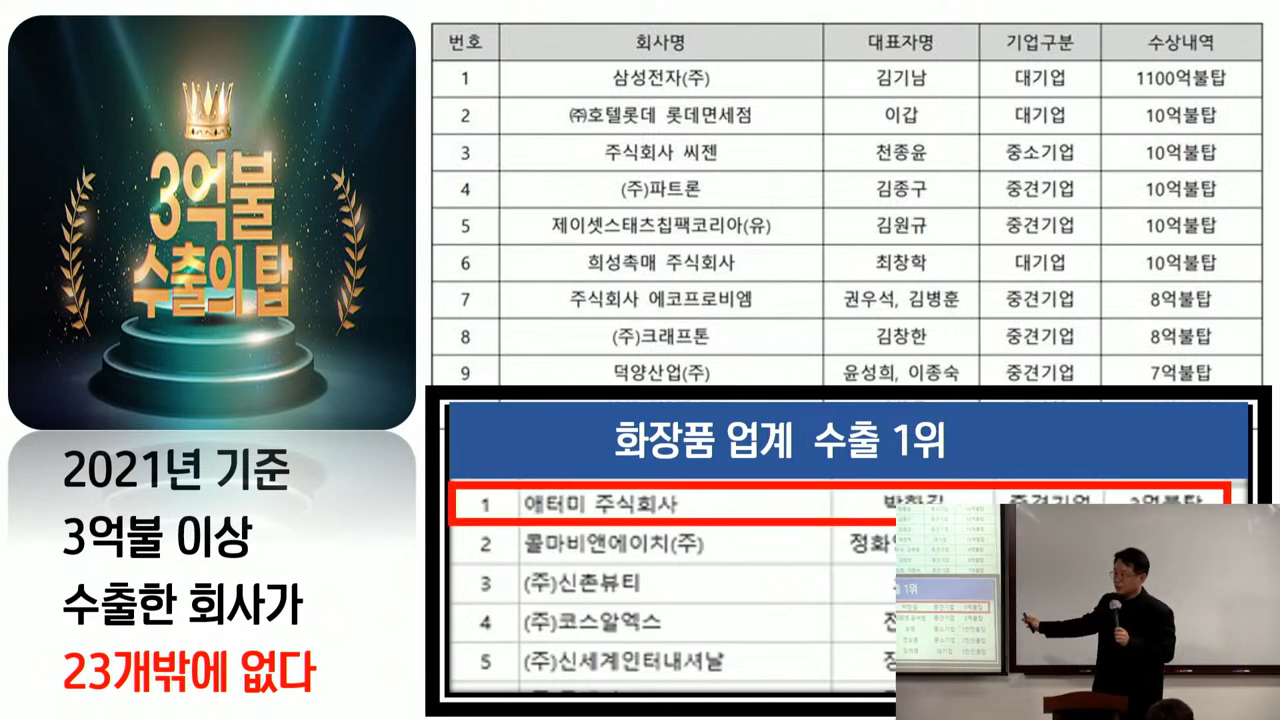 3억불
수출의 탑
2021년 기준
3억불 이상
수출한 회사가
23개밖에 없다
번호 회사명 대표자명 기업구분 수상내역
1 삼성전자(주) 김기남 대기업 1100억불탑
2 ㈜호텔롯데 롯데면세점 이갑 대기업 10억불탑
3 주식회사 씨젠 천종윤 중소기업 10억불탑
4 (주)파트론 김종구 중견기업 10억불탑
5 제이셋스태츠칩팩코리아(유) 김원규 중견기업 10억불탑
6 희성촉매 주식회사 최창학 대기업 10억불탑
7 주식회사 에코프로비엠 권우석, 김병훈 중견기업 8억불탑
8 (주)크래프톤 김창한 중견기업 8억불탑
9 덕양산업(주) 윤성희, 이종숙 중견기업 7억불탑
화장품 업계 수출 1위
1 애터미 주식회사 박한길 중견기업 3억불탑
2 콜마비앤에이치(주) 정화
3 (주)신촌뷰티
4 (주)코스알엑스
5 (주)신세계인터내셔날